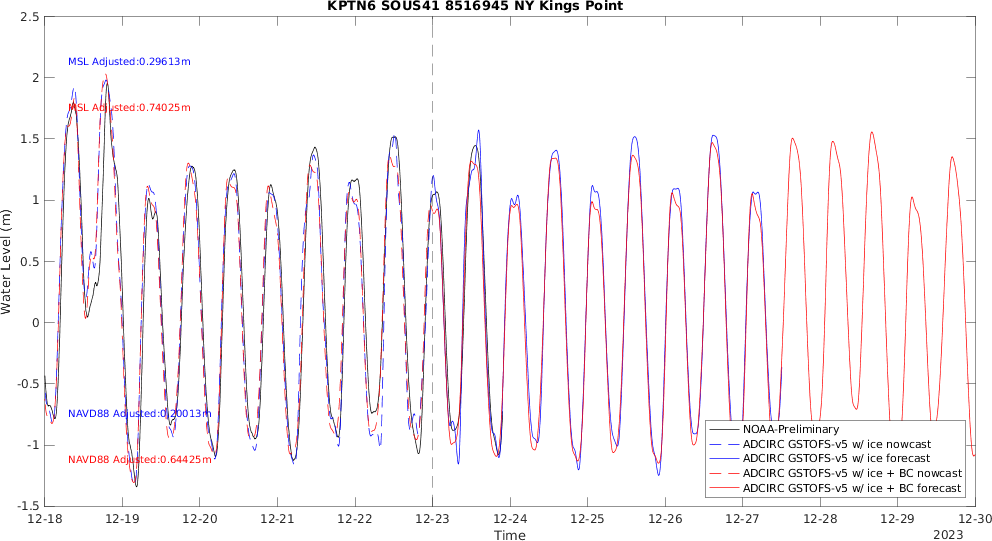 KPTN6 SOUS41 8516945 NY Kings Point
Water Level (m)
2.5
2
1.5
1
0.5
0
-0.5
-1
-1.5
MSL Adjusted:0.29613m
MSL Adjusted:0.74025m
NAVD88 Adjusted:0.20013m
NAVD88 Adjusted:0.64425m
NOAA-Preliminary
ADCIRC GSTOFS-v5 w/ ice nowcast
ADCIRC GSTOFS-v5 w/ ice forecast
ADCIRC GSTOFS-v5 w/ ice + BC nowcast
ADCIRC GSTOFS-v5 w/ ice + BC forecast
12-18 12-19 12-20 12-21 12-22 12-23 12-24 12-25 12-26 12-27 12-28 12-29 12-30
Time
2023